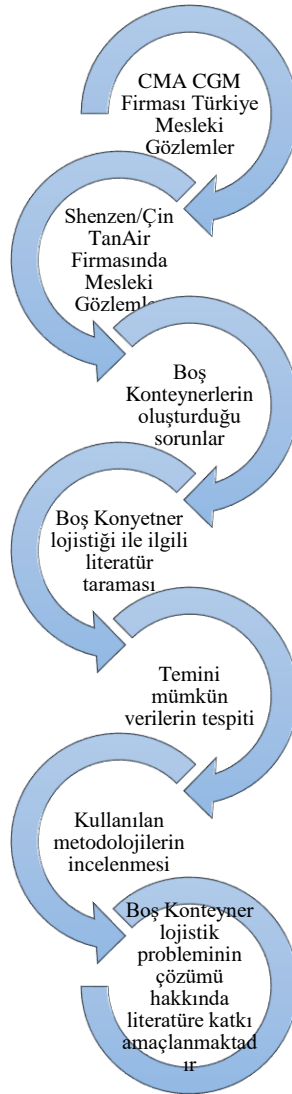 CMA CGM
Firması Türkiye
Mesleki
Gözlemler
Shenzen/Çin
TanAir
Firmasında
Mesleki
Gözlemler
Boş
Konteynerlerin
oluşturduğu
sorunlar
Boş Konyetner
lojistiği ile ilgili
literatür
taraması
Temini
mümkün
verilerin tespiti
Kullanılan
metodolojilerin
incelenmesi
Boş Konteyner
lojistik
probleminin
çözümü
hakkında
literatüre katkı
amaçlanmaktad
ır